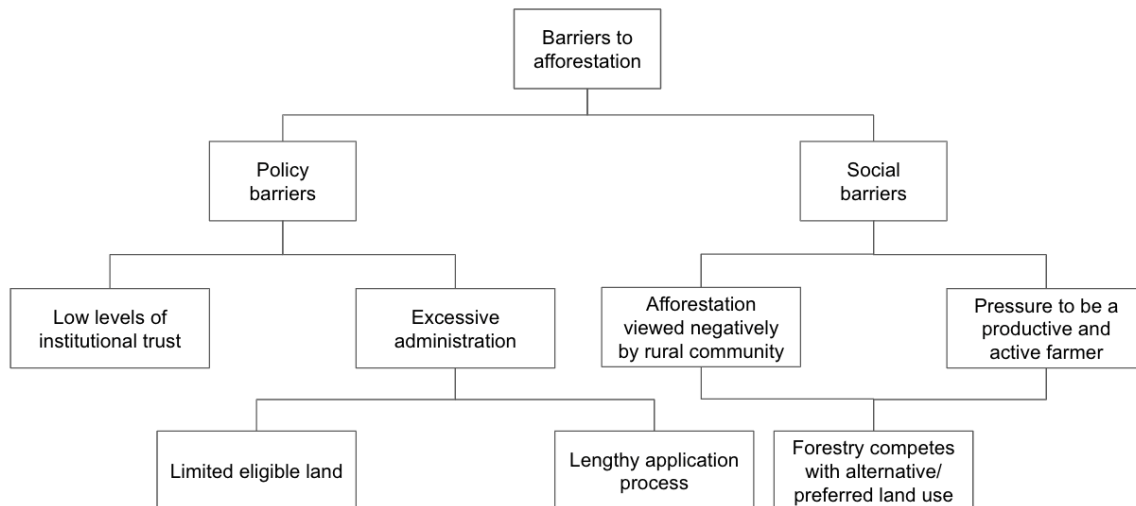 Barriers to
afforestation
Policy
barriers
Social
barriers
Low levels of
institutional trust
Excessive
administration
Afforestation
viewed negatively
by rural community
Pressure to be a
productive and
active farmer
Limited eligible land
Lengthy application
process
Forestry competes
with alternative/
preferred land use